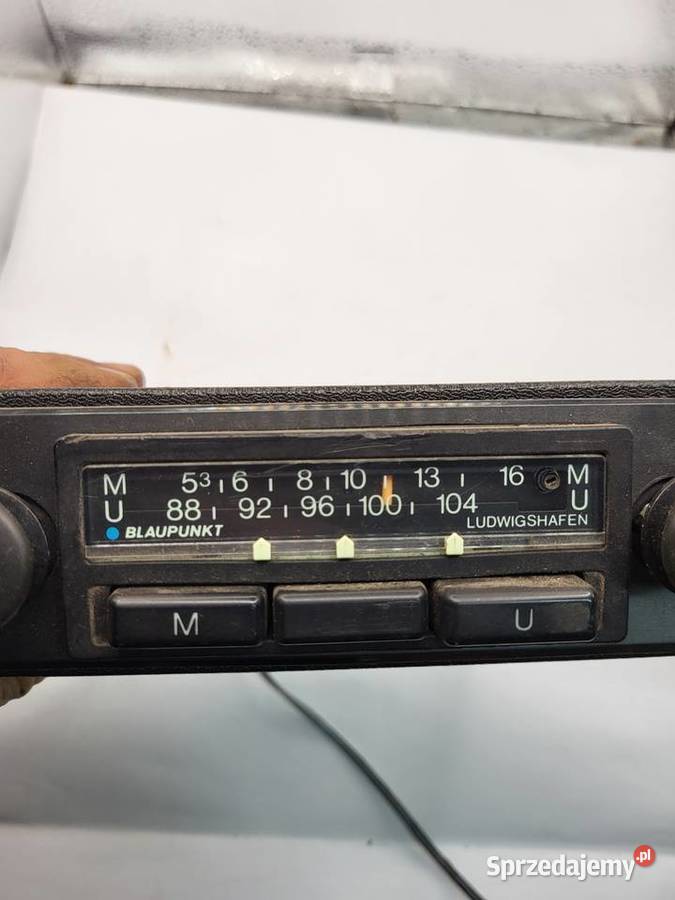 M 5³ 6 8 10 13 16 M
U 88 92 96 100 104 U
BLAUPUNKT LUDWIGSHAFEN
M U
Sprzedajemy.pl